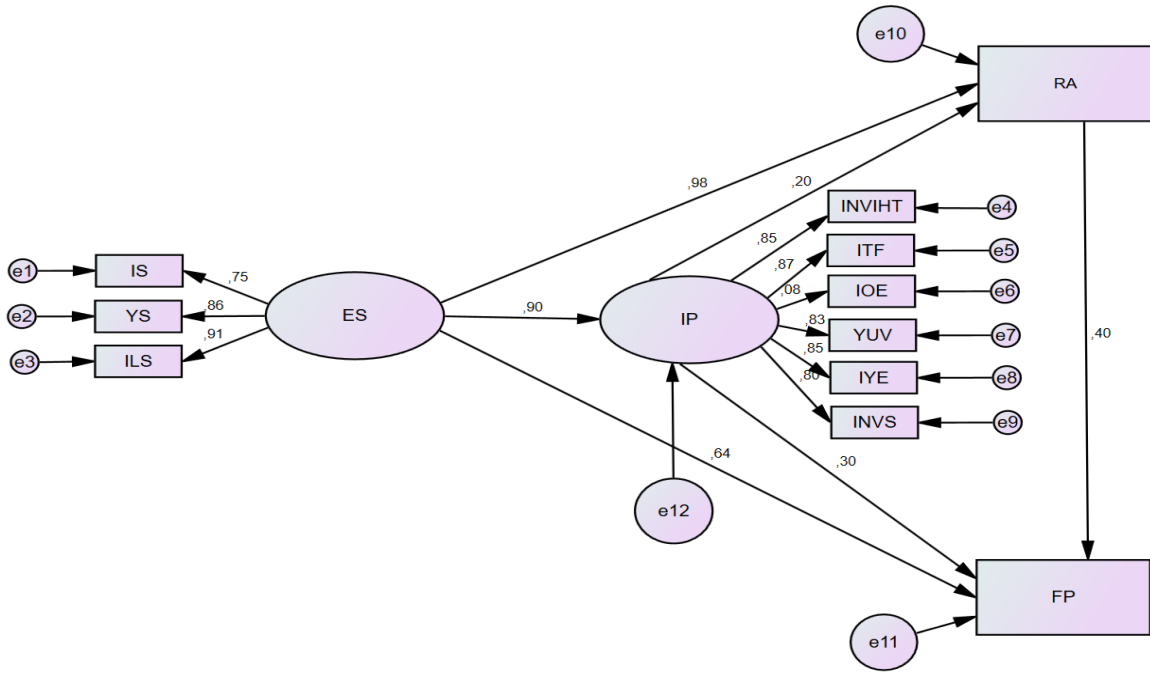 e10
RA
,98
,20
INVIHT
e4
,85
ITF
e5
,87
e1
IS
,75
IOE
e6
,08
e2
YS
,86
ES
,90
IP
,83
YUV
e7
,40
e3
ILS
,91
,85
IYE
e8
,80
INVS
e9
,64
,30
e12
FP
e11